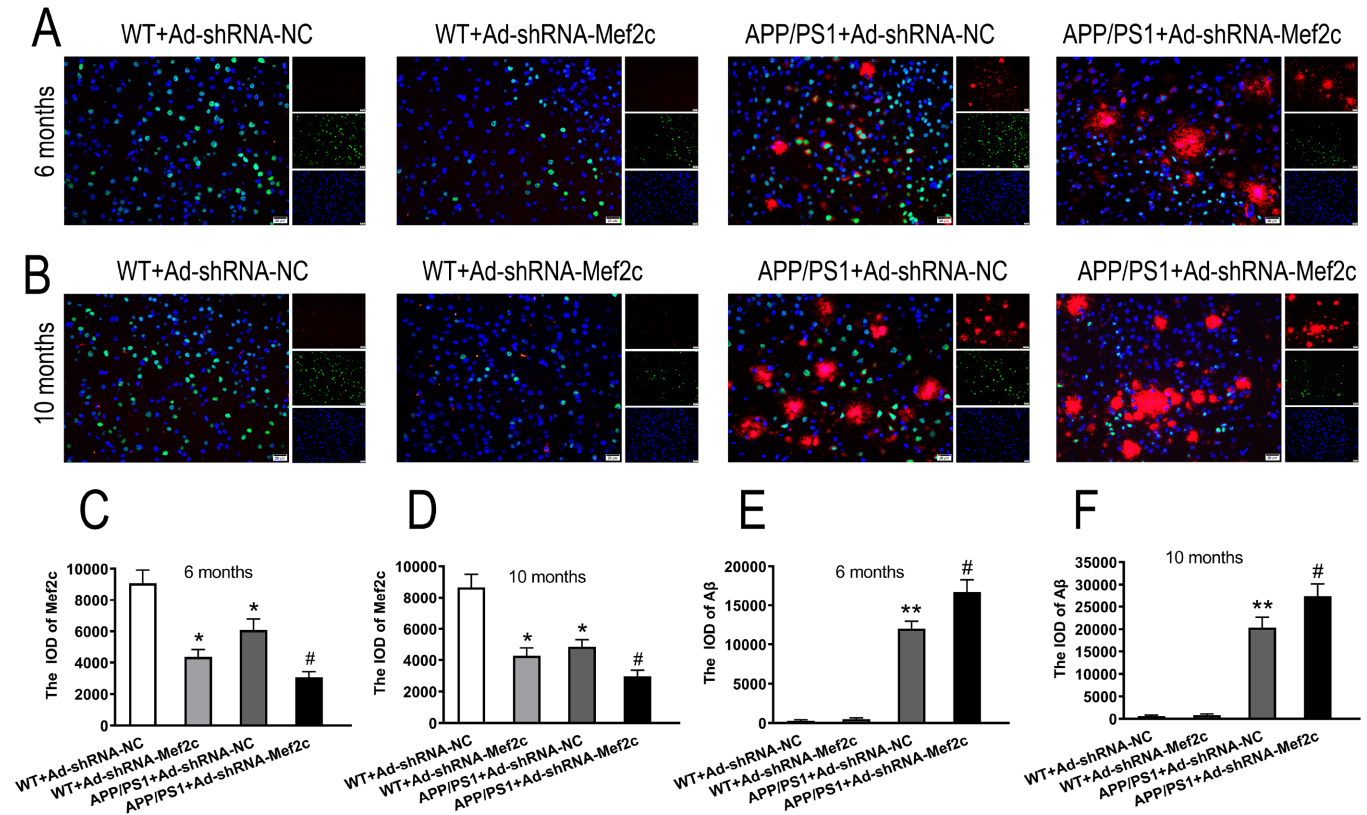 A
WT+Ad-shRNA-NC
WT+Ad-shRNA-Mef2c
APP/PS1+Ad-shRNA-NC
APP/PS1+Ad-shRNA-Mef2c
6 months
B
WT+Ad-shRNA-NC
WT+Ad-shRNA-Mef2c
APP/PS1+Ad-shRNA-NC
APP/PS1+Ad-shRNA-Mef2c
10 months
C
The IOD of Mef2c
6 months
10000
8000
6000
4000
2000
0
*
*
#
WT+Ad-shRNA-NC
WT+Ad-shRNA-Mef2c
APP/PS1+Ad-shRNA-NC
APP/PS1+Ad-shRNA-Mef2c
D
The IOD of Mef2c
10 months
10000
8000
6000
4000
2000
0
*
*
#
WT+Ad-shRNA-NC
WT+Ad-shRNA-Mef2c
APP/PS1+Ad-shRNA-NC
APP/PS1+Ad-shRNA-Mef2c
E
The IOD of Aβ
6 months
20000
15000
10000
5000
0
**
#
WT+Ad-shRNA-NC
WT+Ad-shRNA-Mef2c
APP/PS1+Ad-shRNA-NC
APP/PS1+Ad-shRNA-Mef2c
F
The IOD of Aβ
10 months
35000
30000
25000
20000
15000
10000
5000
0
**
#
WT+Ad-shRNA-NC
WT+Ad-shRNA-Mef2c
APP/PS1+Ad-shRNA-NC
APP/PS1+Ad-shRNA-Mef2c